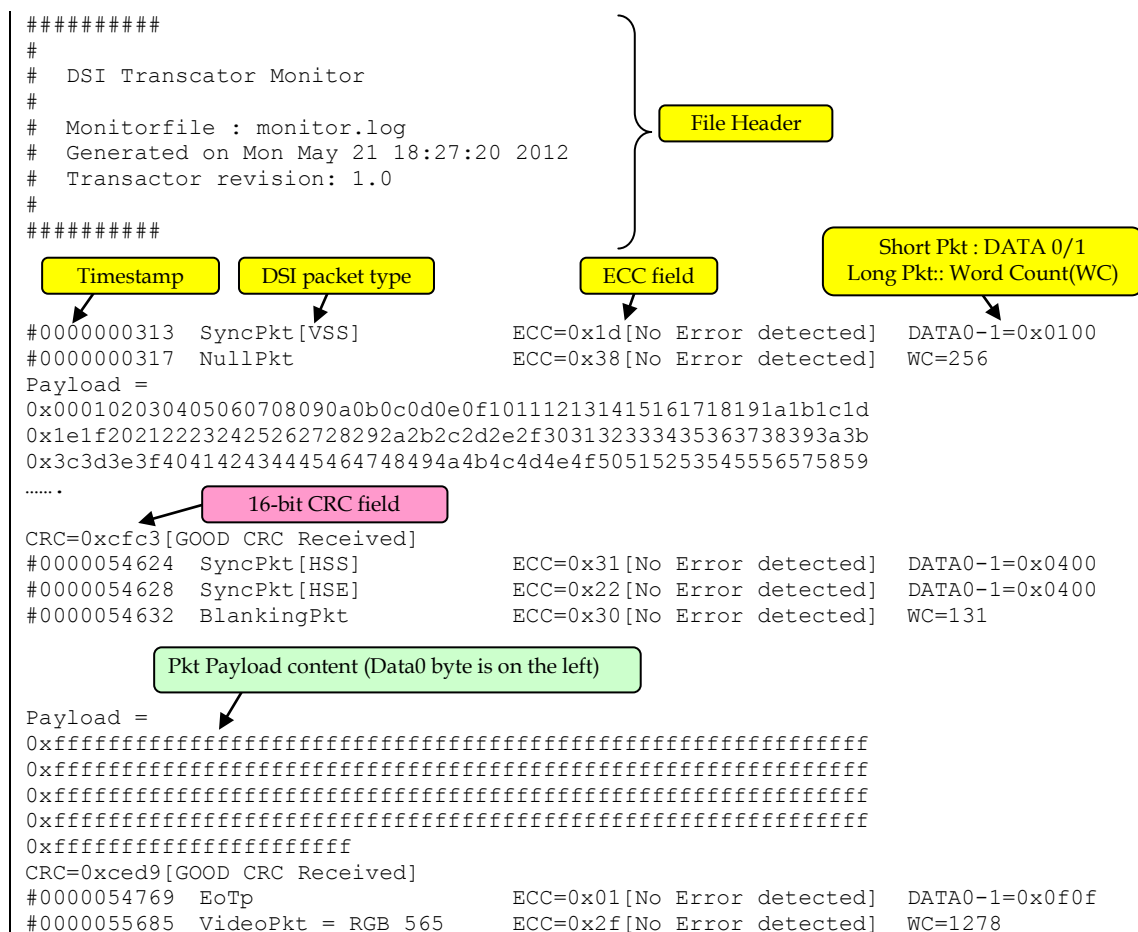 ##########
#
#  DSI Transcator Monitor
#
#  Monitorfile : monitor.log
#  Generated on Mon May 21 18:27:20 2012
#  Transactor revision: 1.0
#
##########
File Header
Short Pkt : DATA 0/1
Long Pkt:: Word Count(WC)
Timestamp
DSI packet type
ECC field
#0000000313  SyncPkt[VSS]  ECC=0x1d[No Error detected]  DATA0-1=0x0100
#0000000317  NullPkt  ECC=0x38[No Error detected]  WC=256
Payload =
0x000102030405060708090a0b0c0d0e0f101112131415161718191a1b1c1d
0x1e1f202122232425262728292a2b2c2d2e2f303132333435363738393a3b
0x3c3d3e3f404142434445464748494a4b4c4d4e4f50515253545556575859
…….
16-bit CRC field
CRC=0xcfc3[GOOD CRC Received]
#0000054624  SyncPkt[HSS]  ECC=0x31[No Error detected]  DATA0-1=0x0400
#0000054628  SyncPkt[HSE]  ECC=0x22[No Error detected]  DATA0-1=0x0400
#0000054632  BlankingPkt  ECC=0x30[No Error detected]  WC=131
Pkt Payload content (Data0 byte is on the left)
Payload =
0xffffffffffffffffffffffffffffffffffffffffffffffffffffffffffff
0xffffffffffffffffffffffffffffffffffffffffffffffffffffffffffff
0xffffffffffffffffffffffffffffffffffffffffffffffffffffffffffff
0xffffffffffffffffffffffffffffffffffffffffffffffffffffffffffff
0xffffffffffffffffffffff
CRC=0xced9[GOOD CRC Received]
#0000054769  EoTp  ECC=0x01[No Error detected]  DATA0-1=0x0f0f
#0000055685  VideoPkt = RGB 565  ECC=0x2f[No Error detected]  WC=1278